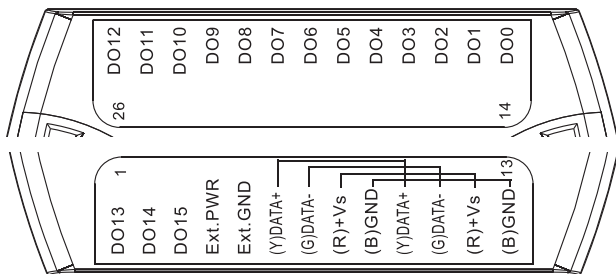 DO12
DO11
DO10
DO9
DO8
DO7
DO6
DO5
DO4
DO3
DO2
DO1
DO0
26
14
1
13
DO13
DO14
DO15
Ext.PWR
Ext.GND
(Y)DATA+
(G)DATA-
(R)+Vs
(B)GND
(Y)DATA+
(G)DATA-
(R)+Vs
(B)GND